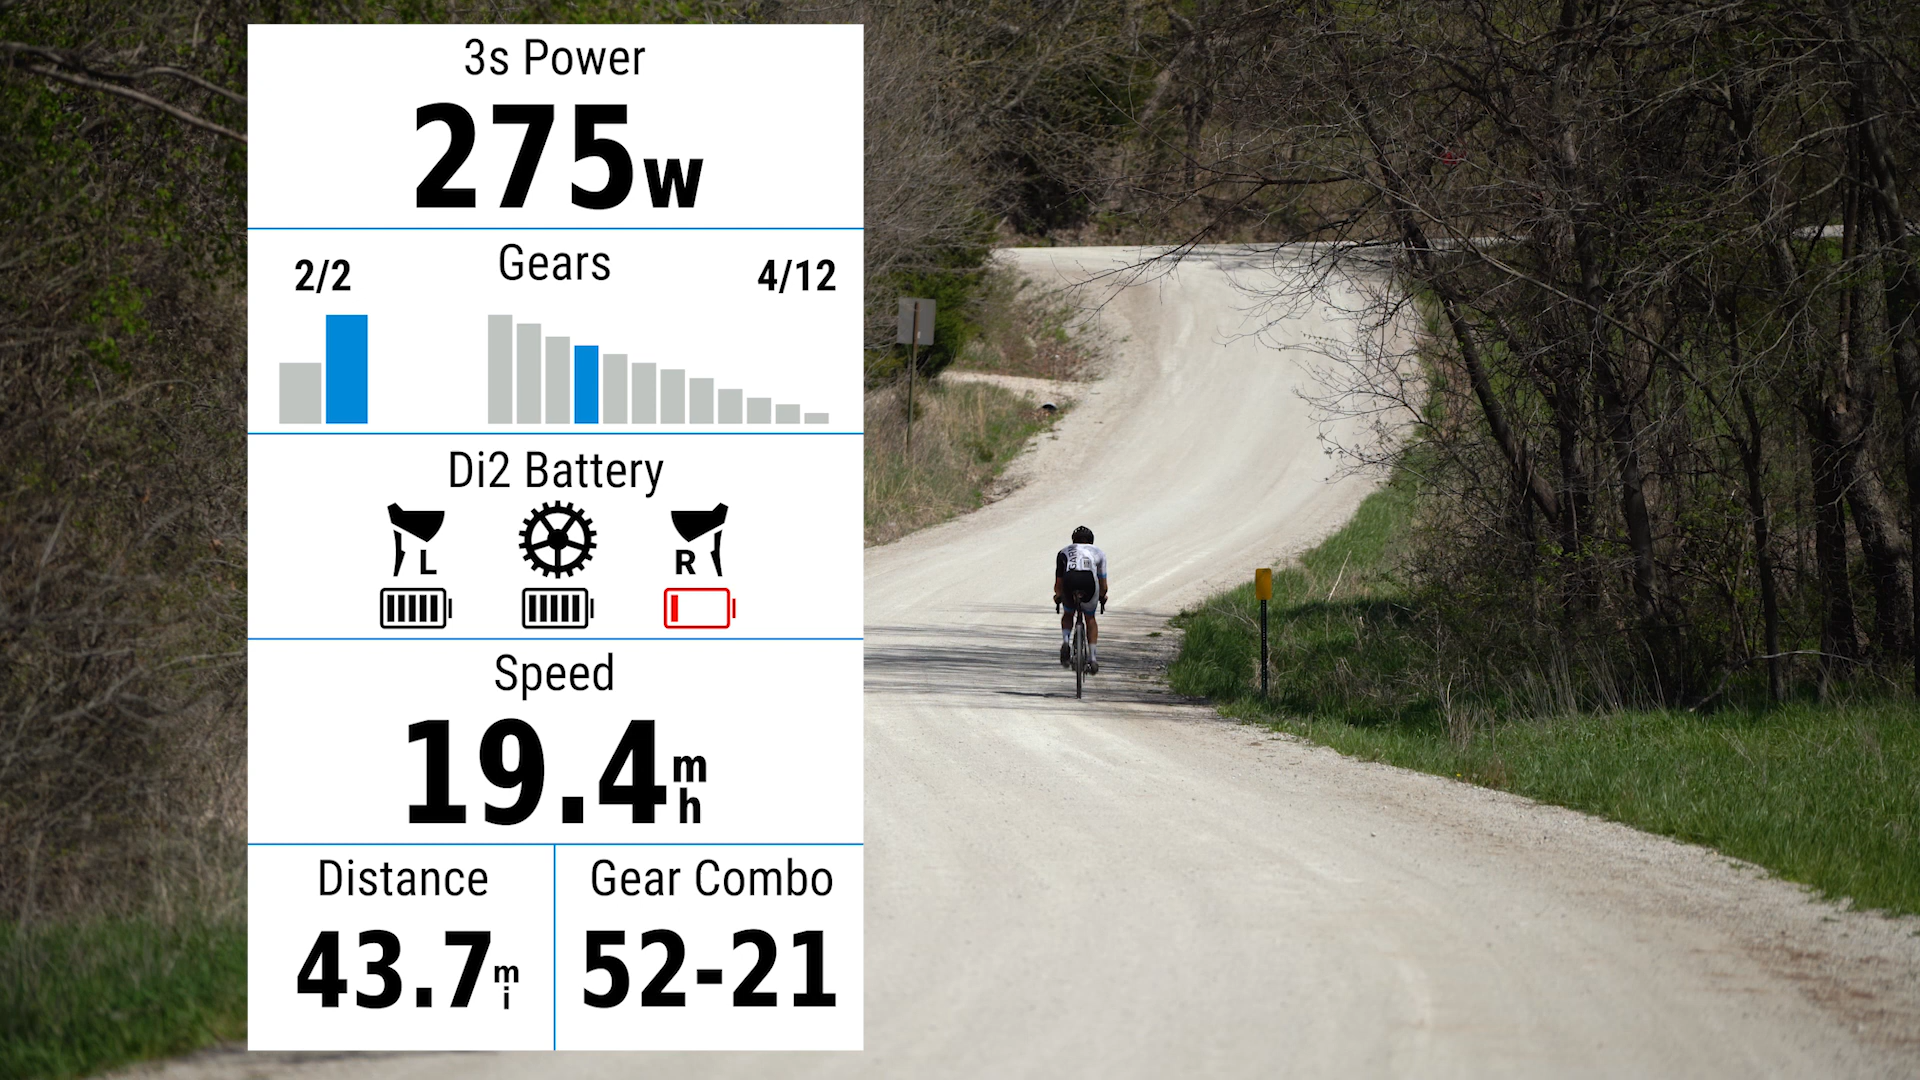 3s Power
275w
Gears
2/2
4/12
Di2 Battery
L
R
Speed
19.4 m/h
Distance
43.7 mi
Gear Combo
52-21